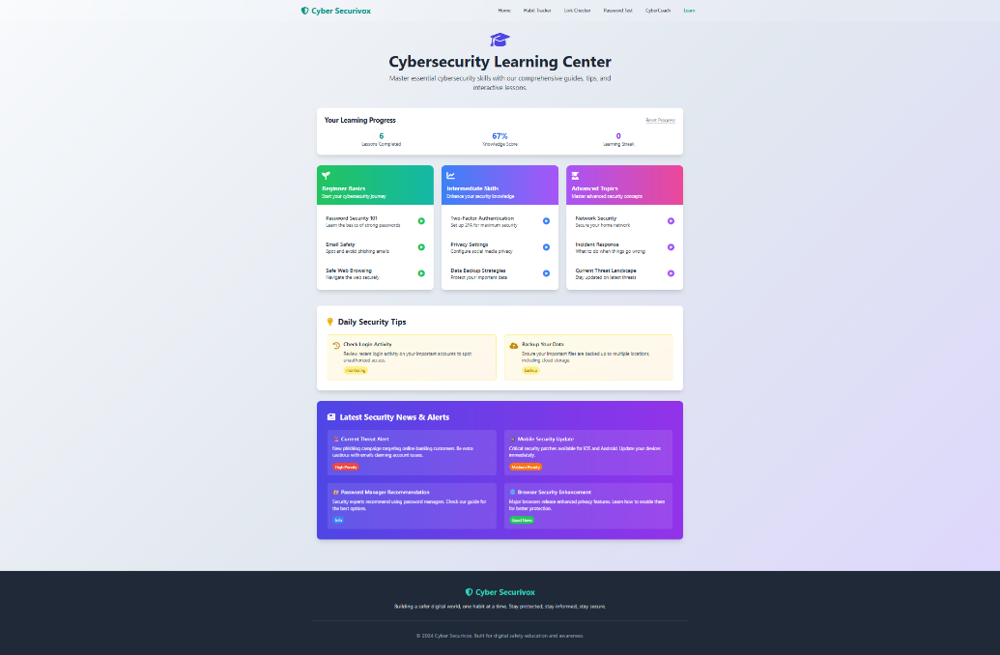 Cyber Securivox
Home Habit Tracker Link Checker Password Test CyberCoach Learn
Cybersecurity Learning Center
Master essential cybersecurity skills with our comprehensive guides, tips, and
interactive lessons.
Your Learning Progress
Reset Progress
6 67% 0
Lessons Completed Knowledge Score Learning Streak
Beginner Basics
Start your cybersecurity journey
Password Security 101
Learn the basics of strong passwords
Email Safety
Spot and avoid phishing emails
Safe Web Browsing
Navigate the web securely
Intermediate Skills
Enhance your security knowledge
Two-Factor Authentication
Set up 2FA for maximum security
Privacy Settings
Configure social media privacy
Data Backup Strategies
Protect your important data
Advanced Topics
Master advanced security concepts
Network Security
Secure your home network
Incident Response
What to do when things go wrong
Current Threat Landscape
Stay updated on latest threats
Daily Security Tips
Check Login Activity
Review recent login activity on your important accounts to spot
unauthorized access.
monitoring
Backup Your Data
Ensure your important files are backed up to multiple locations,
including cloud storage.
backup
Latest Security News & Alerts
Current Threat Alert
New phishing campaign targeting online banking customers. Be extra
cautious with emails claiming account issues.
High Priority
Mobile Security Update
Critical security patches available for iOS and Android. Update your devices
immediately.
Medium Priority
Password Manager Recommendation
Security experts recommend using password managers. Check our guide for
the best options.
Info
Browser Security Enhancement
Major browsers release enhanced privacy features. Learn how to enable them
for better protection.
Good News
Cyber Securivox
Building a safer digital world, one habit at a time. Stay protected, stay informed, stay secure.
© 2024 Cyber Securivox. Built for digital safety education and awareness.